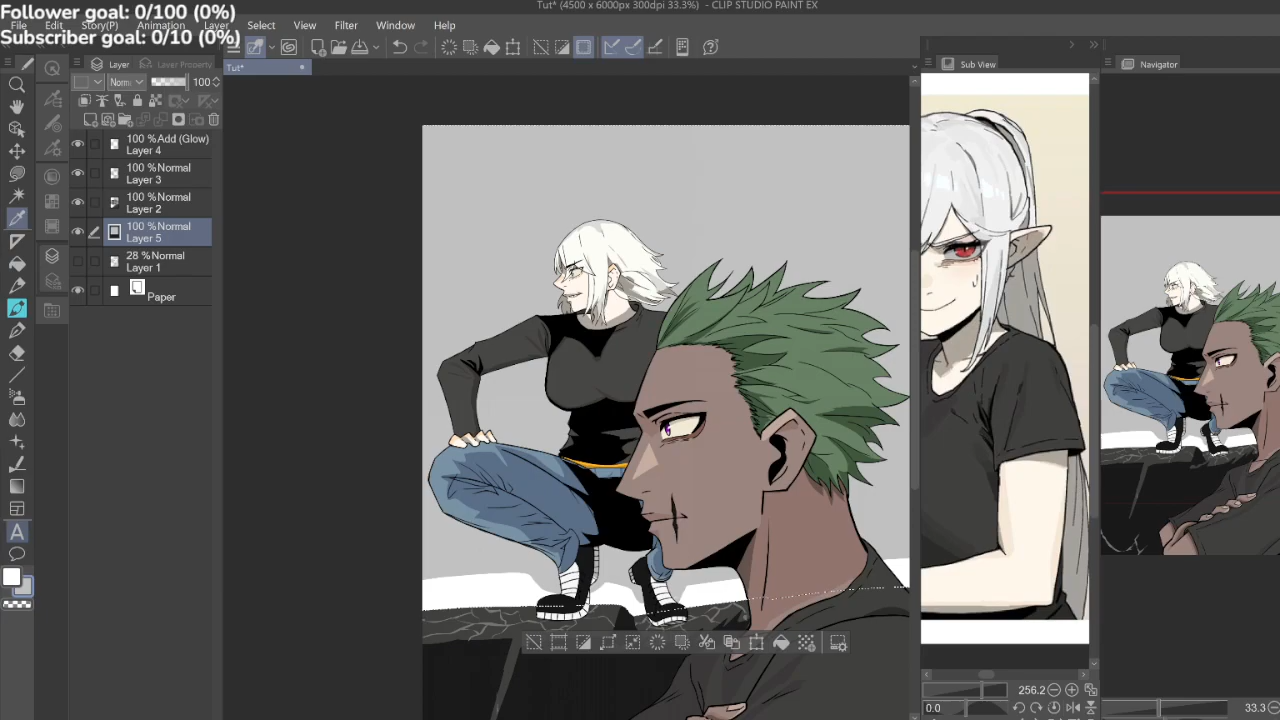 Tut* (4500 x 6000px 300dpi 33.3%) - CLIP STUDIO PAINT EX
Follower goal: 0/100 (0%)
File Edit Story(P) Animation Layer Select View Filter Window Help
Subscriber goal: 0/10 (0%)
Tut*
Layer Layer Property
Sub View
Navigator
Norm 100
100 %Add (Glow)
Layer 4
100 %Normal
Layer 3
100 %Normal
Layer 2
100 %Normal
Layer 5
28 %Normal
Layer 1
Paper
A
256.2
0.0
33.3